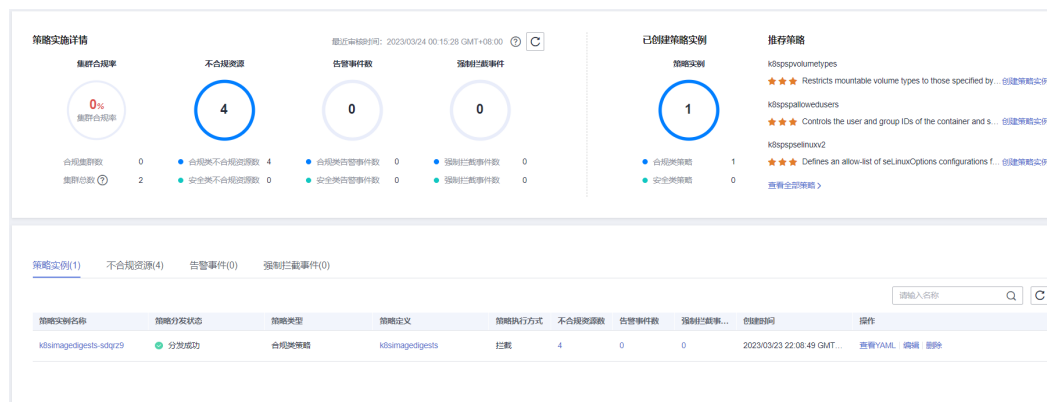 策略实施详情
最近审核时间：2023/03/24 00:15:28 GMT+08:00
已创建策略实例
推荐策略
集群合规率
不合规资源
告警事件数
强制拦截事件
策略实例
0%
集群合规率
4
0
0
1
合规集群数 0
集群总数 2
合规类不合规资源数 4
安全类不合规资源数 0
合规类告警事件数 0
安全类告警事件数 0
强制拦截事件数 0
强制拦截事件数 0
合规类策略 1
安全类策略 0
k8spspvolumetypes
Restricts mountable volume types to those specified by... 创建策略实例
k8spspallowedusers
Controls the user and group IDs of the container and s... 创建策略实例
k8spspselinuxv2
Defines an allow-list of seLinuxOptions configurations f... 创建策略实例
查看全部策略
策略实例(1) 不合规资源(4) 告警事件(0) 强制拦截事件(0)
请输入名称
策略实例名称 策略分发状态 策略类型 策略定义 策略执行方式 不合规资源数 告警事件数 强制拦截事... 创建时间 操作
k8simagedigests-sdqrz9 分发成功 合规类策略 k8simagedigests 拦截 4 0 0 2023/03/23 22:08:49 GMT... 查看YAML 编辑 删除